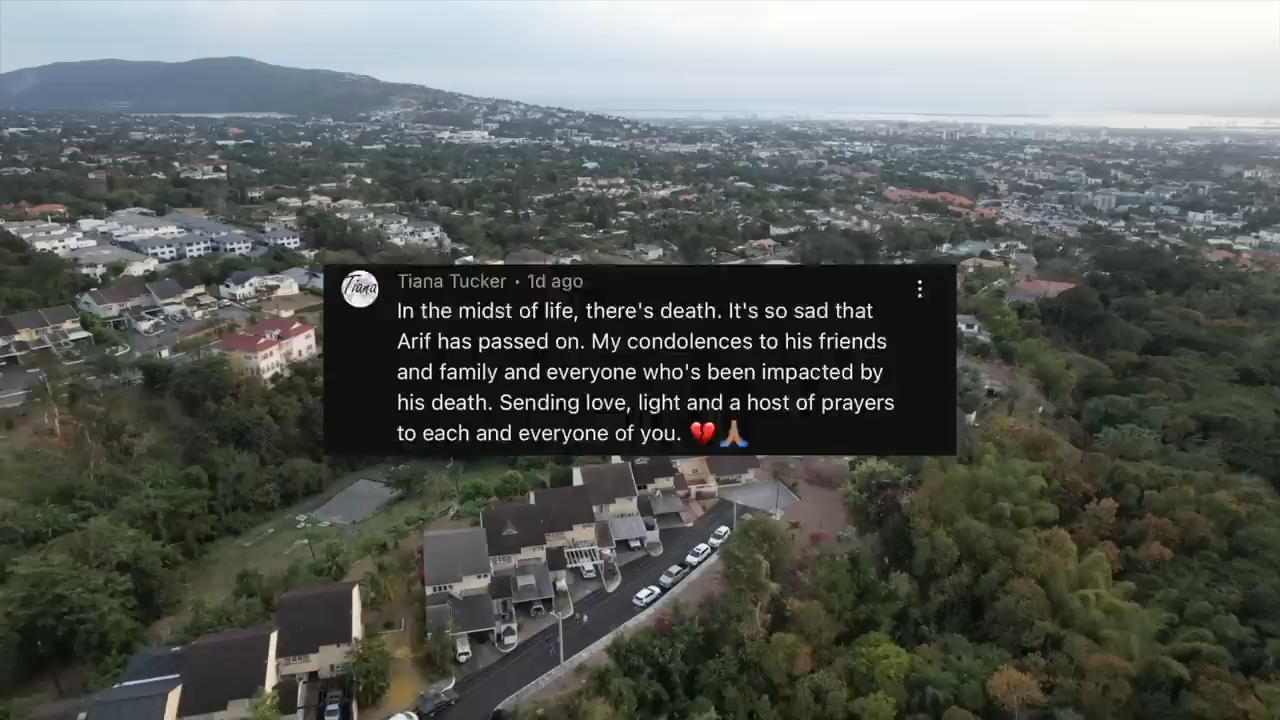 Tiana
Tiana Tucker • 1d ago
In the midst of life, there's death. It's so sad that
Arif has passed on. My condolences to his friends
and family and everyone who's been impacted by
his death. Sending love, light and a host of prayers
to each and everyone of you. 💔🙏🏽